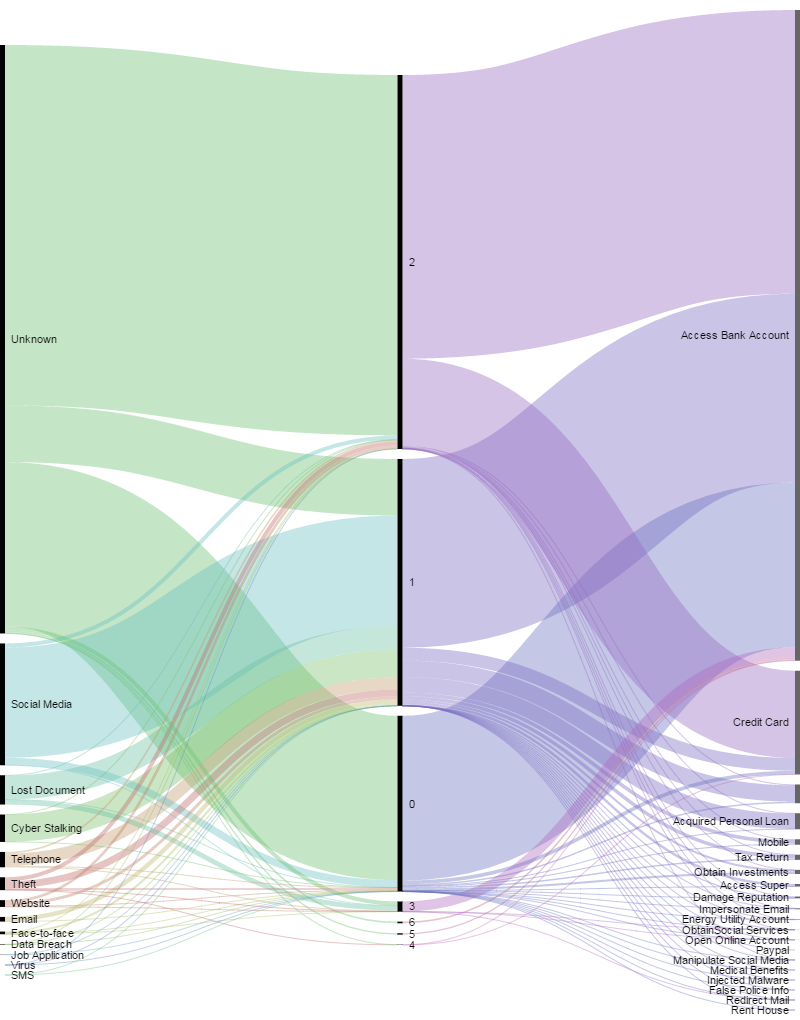 Unknown
Social Media
Lost Document
Cyber Stalking
Telephone
Theft
Website
Email
Face-to-face
Data Breach
Job Application
Virus
SMS
2
1
0
3
6
5
4
Access Bank Account
Credit Card
Acquired Personal Loan
Mobile
Tax Return
Obtain Investments
Access Super
Damage Reputation
Impersonate Email
Energy Utility Account
ObtainSocial Services
Open Online Account
Paypal
Manipulate Social Media
Medical Benefits
Injected Malware
False Police Info
Redirect Mail
Rent House